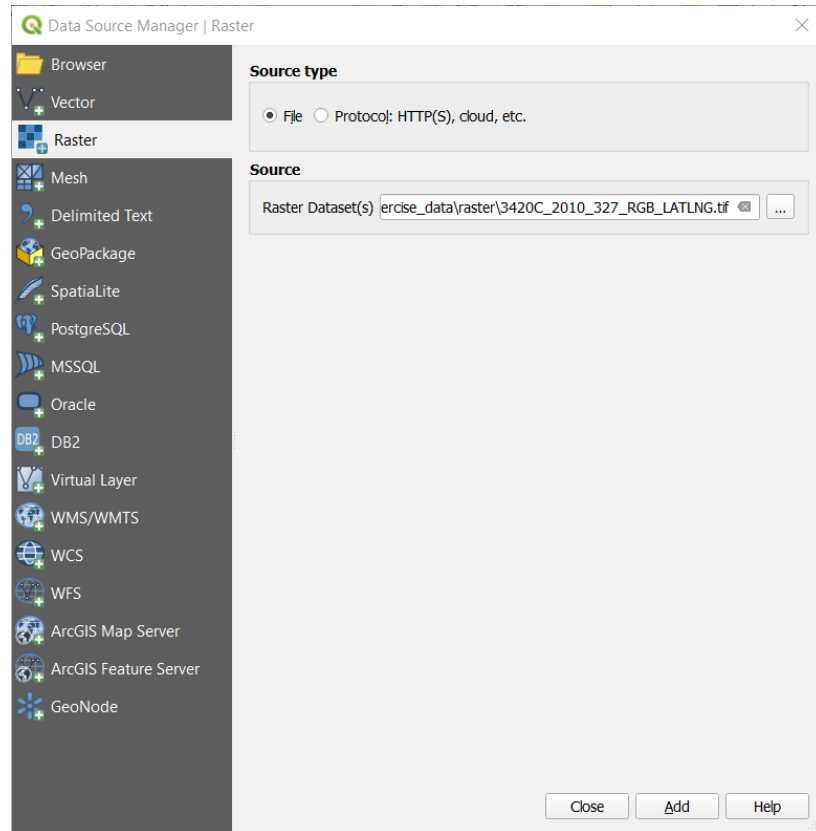 Data Source Manager | Raster
Browser
Vector
Raster
Mesh
Delimited Text
GeoPackage
SpatiaLite
PostgreSQL
MSSQL
Oracle
DB2
DB2
Virtual Layer
WMS/WMTS
WCS
WFS
ArcGIS Map Server
ArcGIS Feature Server
GeoNode
Source type
File
Protocol: HTTP(S), cloud, etc.
Source
Raster Dataset(s) ercise_data\raster\3420C_2010_327_RGB_LATLNG.tif ...
Close Add Help